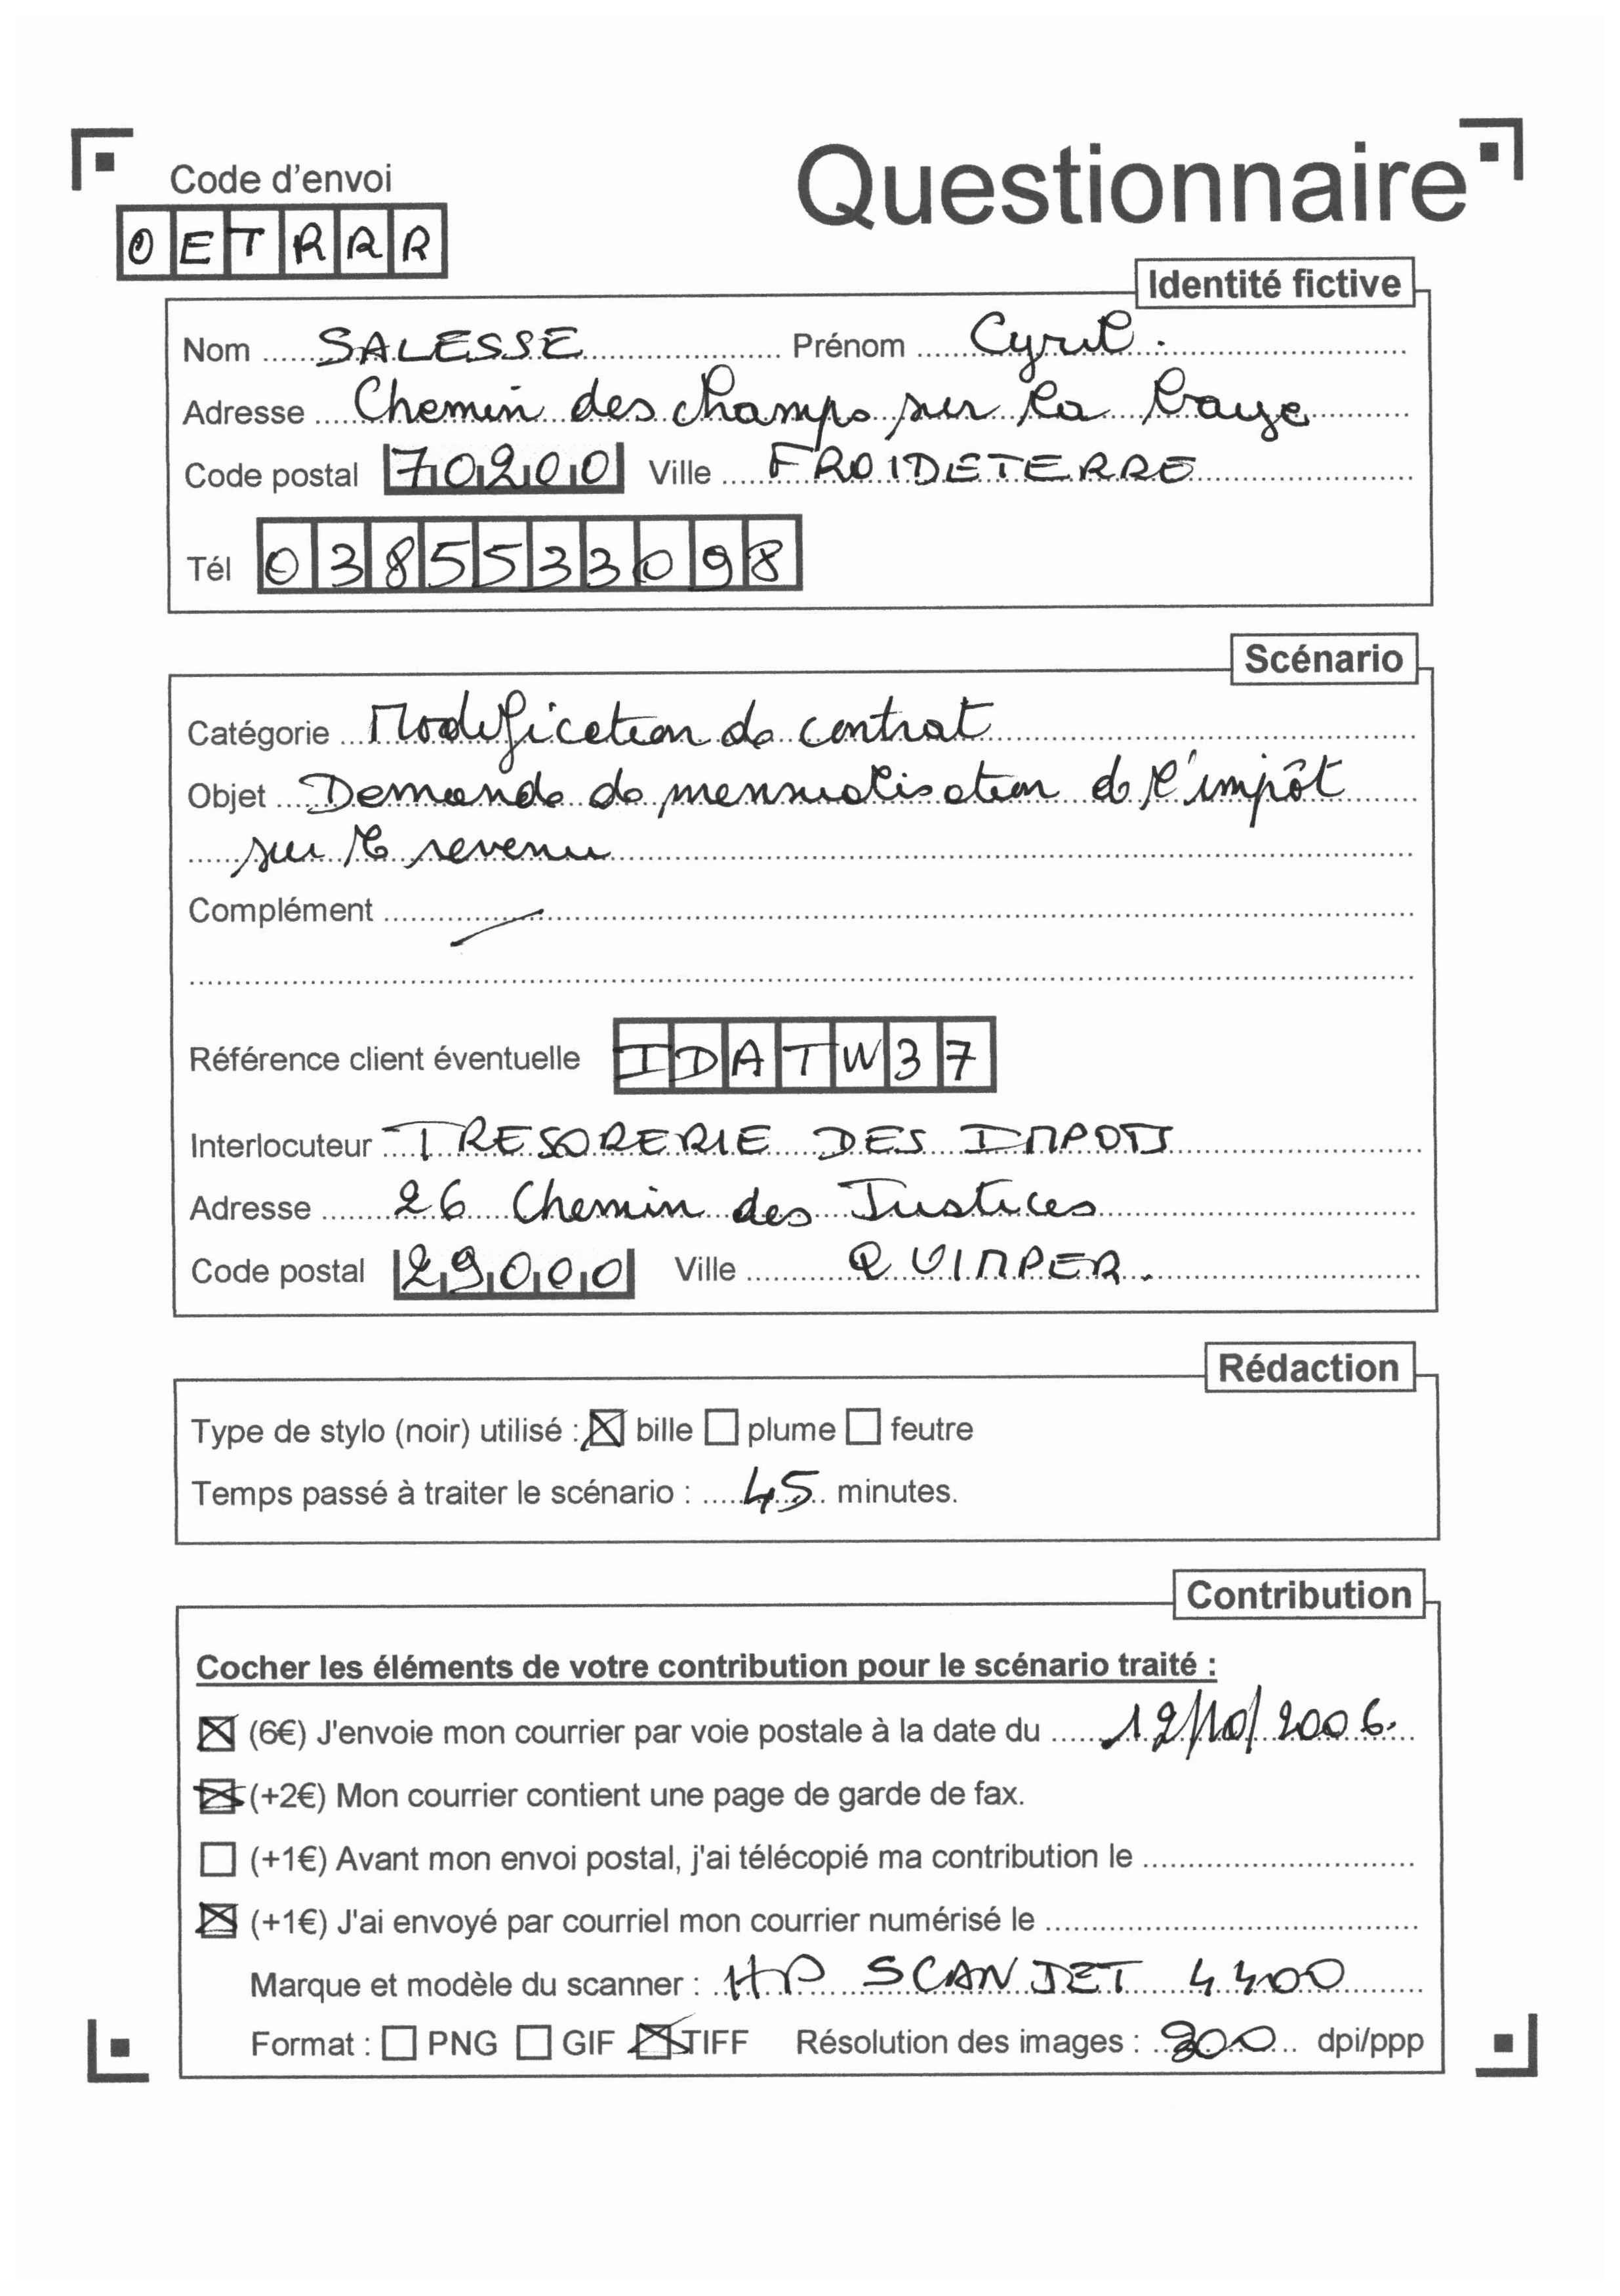 Code d'envoi
Questionnaire
OETRRR
Identité fictive
Nom SALESSE Prénom Cyril.
Adresse Chemin des champs sur la Caye
Code postal 70200 Ville FROIDETERRE
Tél 0385533098
Scénario
Catégorie Modification de contrat
Objet Demande de mensualisation de l'impôt
sur le revenu
Complément
Référence client éventuelle IDATW37
Interlocuteur TRESORERIE DES IMPOTS
Adresse 26 Chemin des Justices
Code postal 29000 Ville QUIMPER.
Rédaction
Type de stylo (noir) utilisé : ☒ bille ☐ plume ☐ feutre
Temps passé à traiter le scénario : 45 minutes.
Contribution
Cocher les éléments de votre contribution pour le scénario traité :
☒ (6€) J'envoie mon courrier par voie postale à la date du 12/10/2006.
☒ (+2€) Mon courrier contient une page de garde de fax.
☐ (+1€) Avant mon envoi postal, j'ai télécopié ma contribution le
☒ (+1€) J'ai envoyé par courriel mon courrier numérisé le
Marque et modèle du scanner : HP SCANJET 4400
Format : ☐ PNG ☐ GIF ☒ TIFF Résolution des images : 300 dpi/ppp